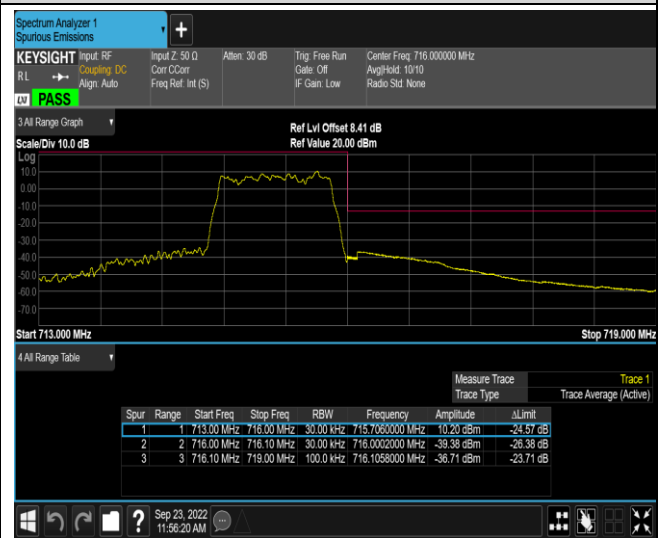 Spectrum Analyzer 1
Spurious Emissions
+
KEYSIGHT Input: RF Input Z: 50 Ω Atten: 30 dB Trig: Free Run Center Freq: 716.000000 MHz
RL Coupling: DC Corr CCorr Gate: Off Avg|Hold: 10/10
Align: Auto Freq Ref: Int (S) IF Gain: Low Radio Std: None
LXI PASS
3 All Range Graph
Ref Lvl Offset 8.41 dB
Scale/Div 10.0 dB Ref Value 20.00 dBm
Log
10.0
0.00
-10.0
-20.0
-30.0
-40.0
-50.0
-60.0
-70.0
Start 713.000 MHz Stop 719.000 MHz
4 All Range Table
Measure Trace Trace 1
Trace Type Trace Average (Active)
Spur Range Start Freq Stop Freq RBW Frequency Amplitude ΔLimit
1 1 713.00 MHz 716.00 MHz 30.00 kHz 715.7060000 MHz 10.20 dBm -24.57 dB
2 2 716.00 MHz 716.10 MHz 30.00 kHz 716.0002000 MHz -39.38 dBm -26.38 dB
3 3 716.10 MHz 719.00 MHz 100.0 kHz 716.1058000 MHz -36.71 dBm -23.71 dB
? Sep 23, 2022
11:56:20 AM